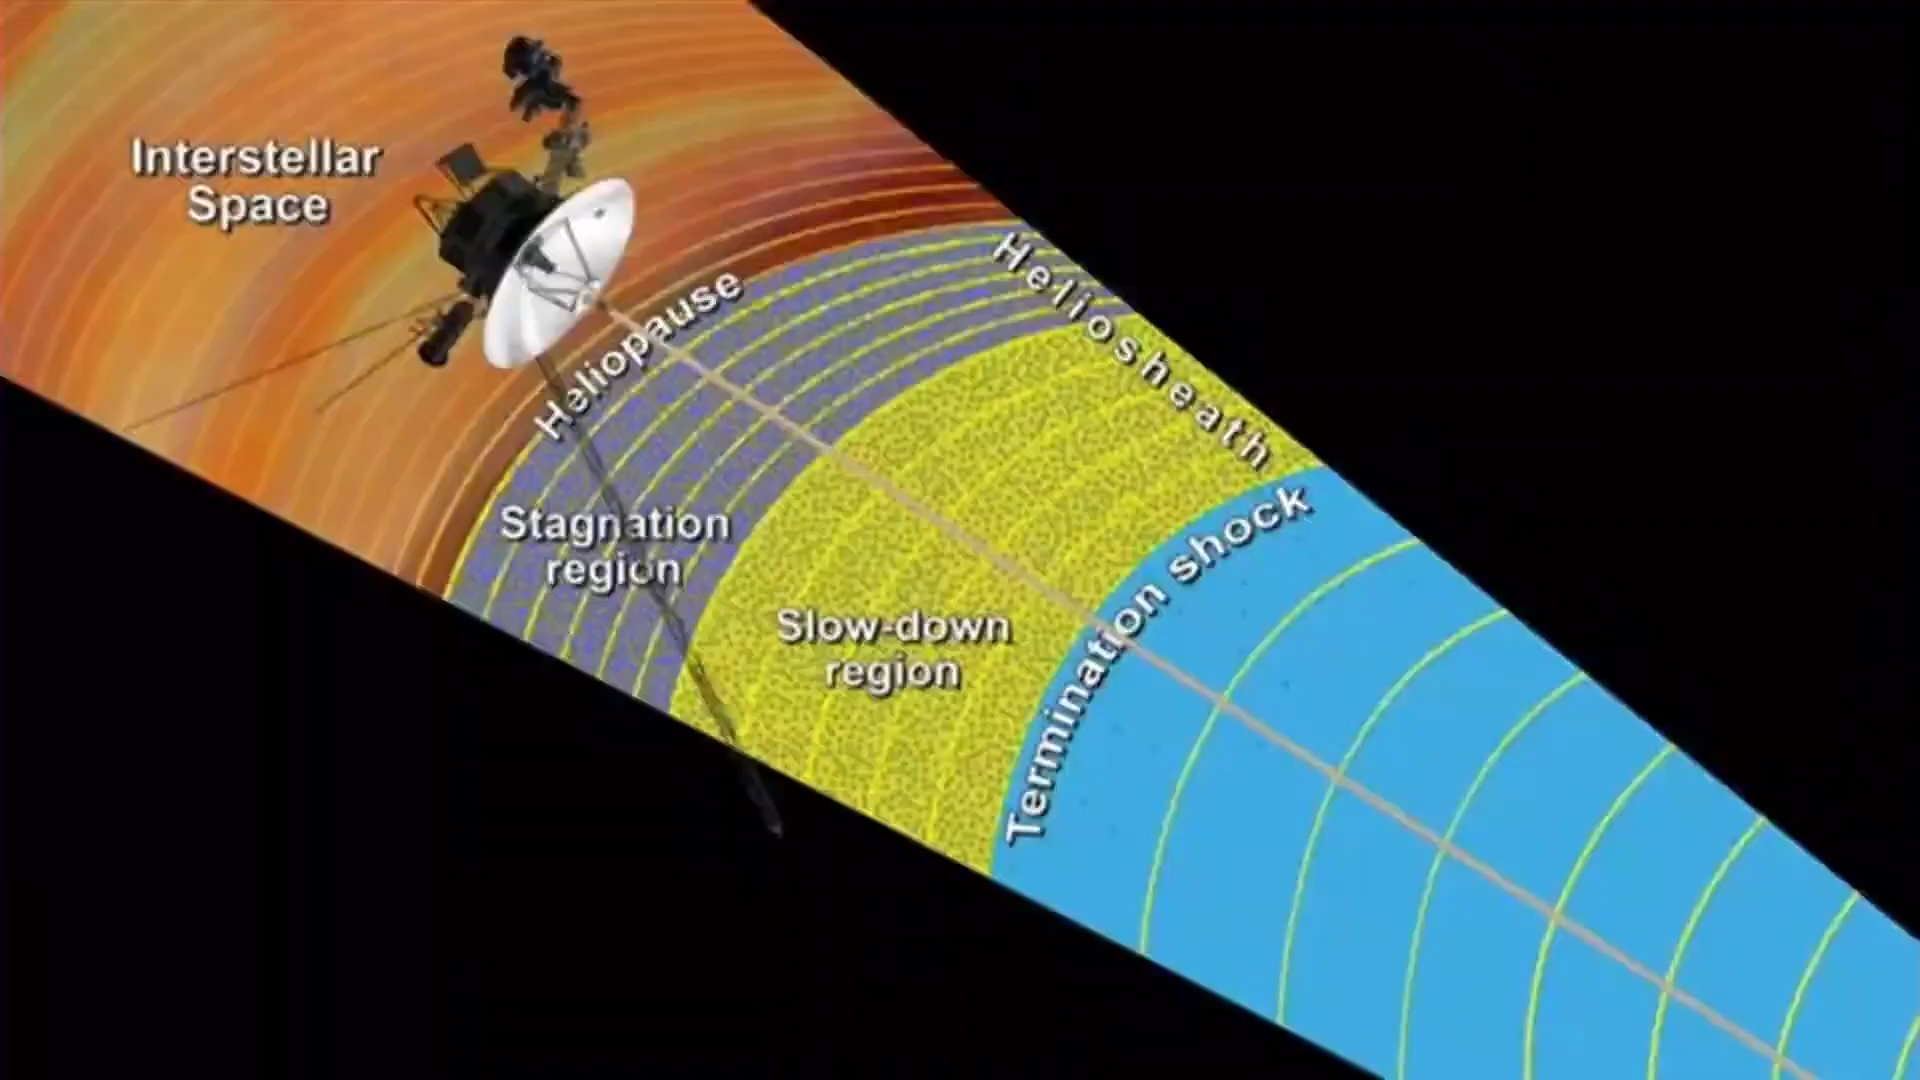 Interstellar
Space
Heliopause
Heliosheath
Stagnation
region
Slow-down
region
Termination shock